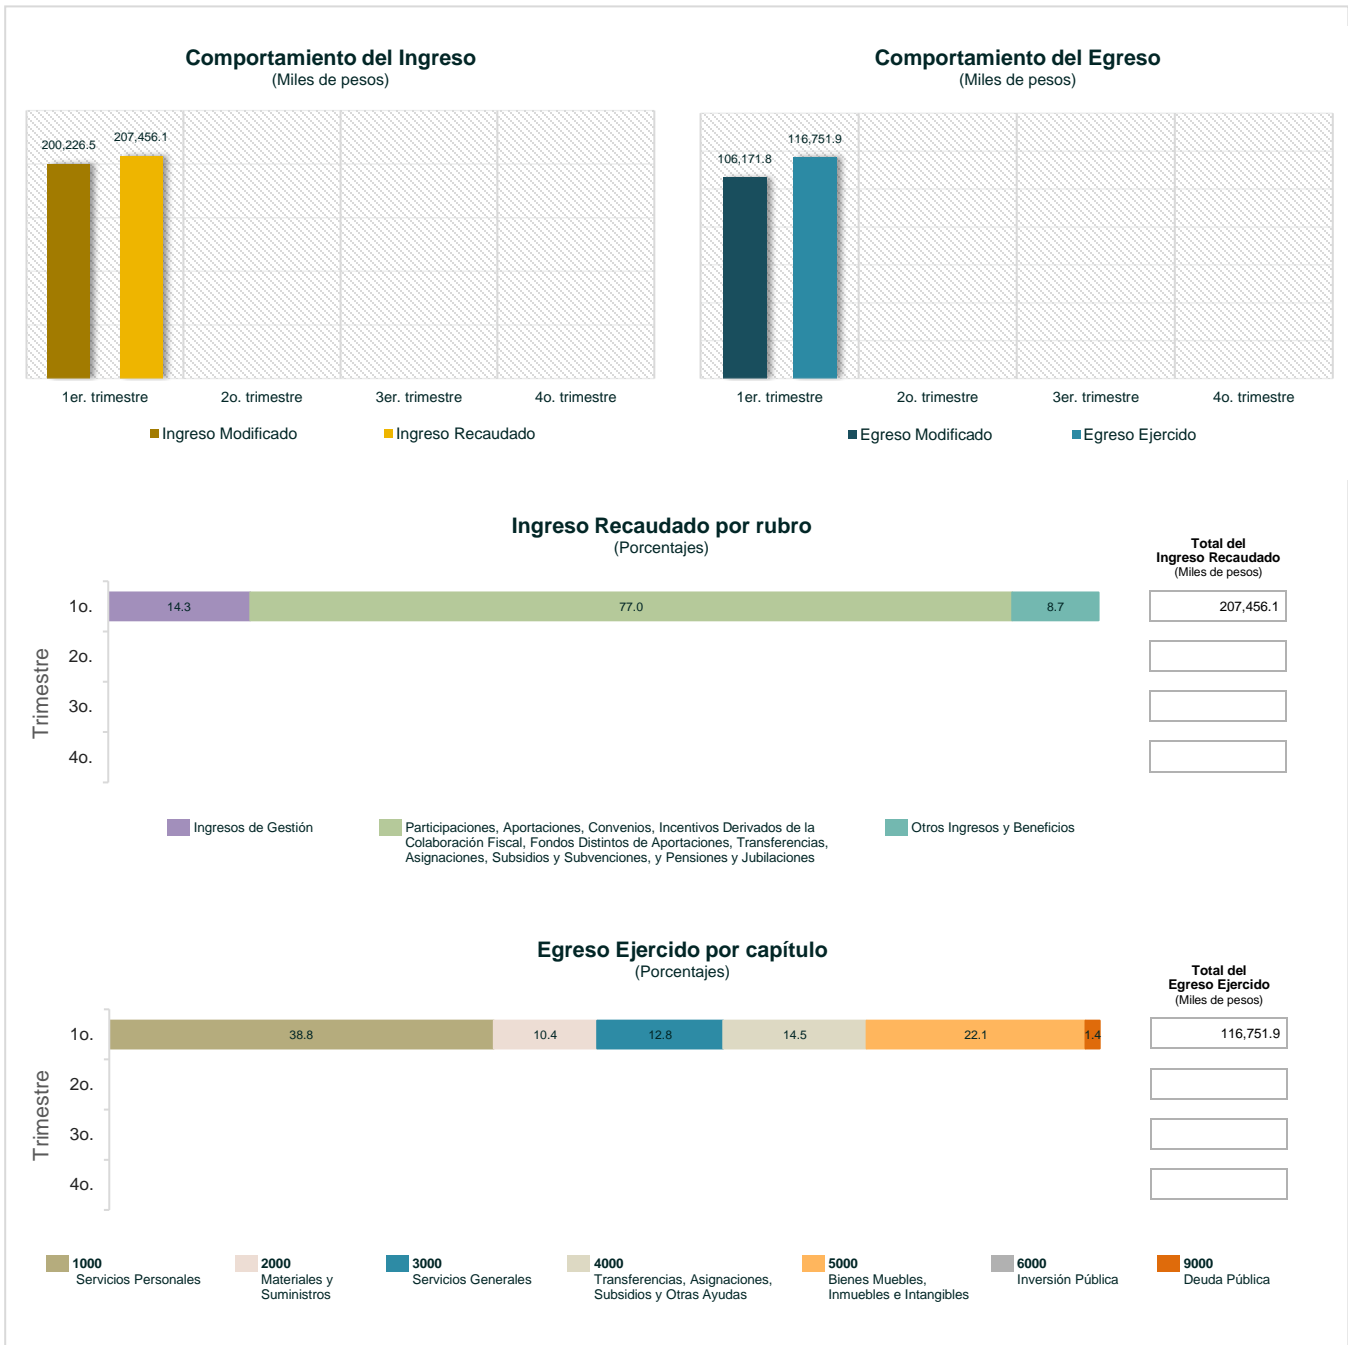 Comportamiento del Ingreso
(Miles de pesos)
200,226.5
207,456.1
1er. trimestre
2o. trimestre
3er. trimestre
4o. trimestre
Ingreso Modificado
Ingreso Recaudado
Comportamiento del Egreso
(Miles de pesos)
106,171.8
116,751.9
1er. trimestre
2o. trimestre
3er. trimestre
4o. trimestre
Egreso Modificado
Egreso Ejercido
Ingreso Recaudado por rubro
(Porcentajes)
Total del
Ingreso Recaudado
(Miles de pesos)
Trimestre
1o.
14.3
77.0
8.7
207,456.1
2o.
3o.
4o.
Ingresos de Gestión
Participaciones, Aportaciones, Convenios, Incentivos Derivados de la
Colaboración Fiscal, Fondos Distintos de Aportaciones, Transferencias,
Asignaciones, Subsidios y Subvenciones, y Pensiones y Jubilaciones
Otros Ingresos y Beneficios
Egreso Ejercido por capítulo
(Porcentajes)
Total del
Egreso Ejercido
(Miles de pesos)
Trimestre
1o.
38.8
10.4
12.8
14.5
22.1
1.4
116,751.9
2o.
3o.
4o.
1000
Servicios Personales
2000
Materiales y
Suministros
3000
Servicios Generales
4000
Transferencias, Asignaciones,
Subsidios y Otras Ayudas
5000
Bienes Muebles,
Inmuebles e Intangibles
6000
Inversión Pública
9000
Deuda Pública